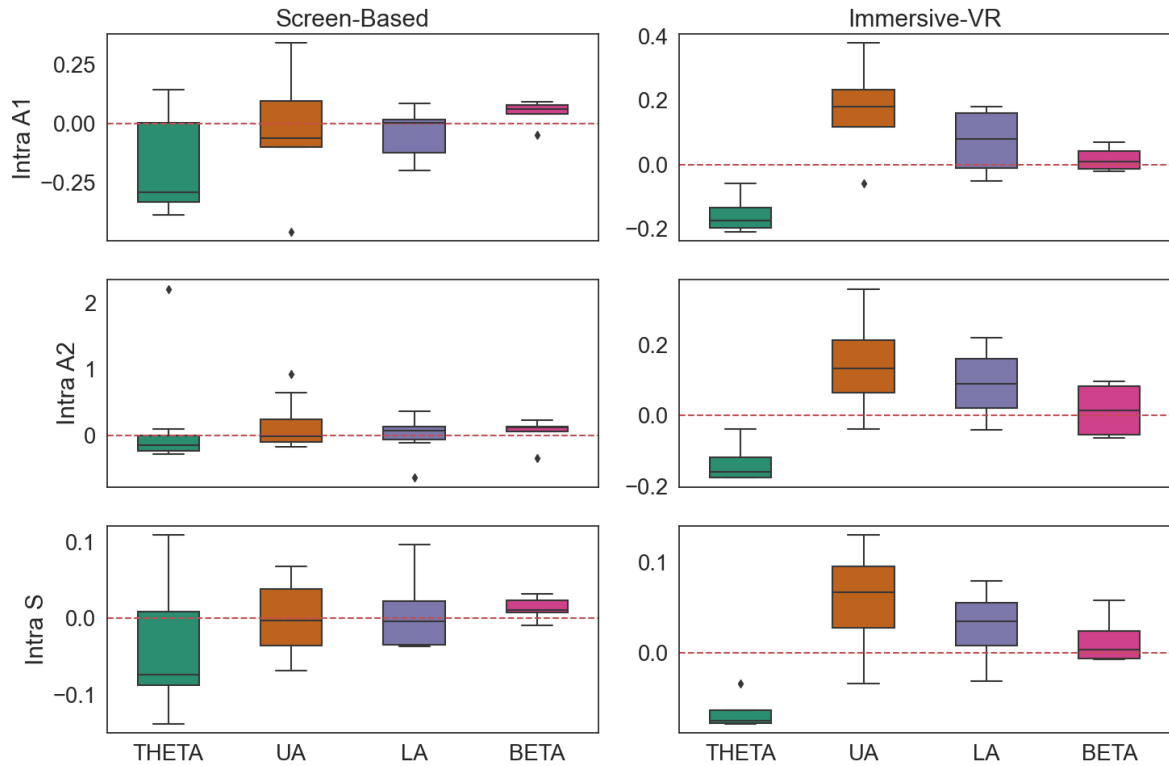 Screen-Based
Immersive-VR
Intra A1
0.25
0.00
−0.25
0.4
0.2
0.0
−0.2
Intra A2
2
1
0
0.2
0.0
−0.2
Intra S
0.1
0.0
−0.1
0.1
0.0
THETA UA LA BETA
THETA UA LA BETA